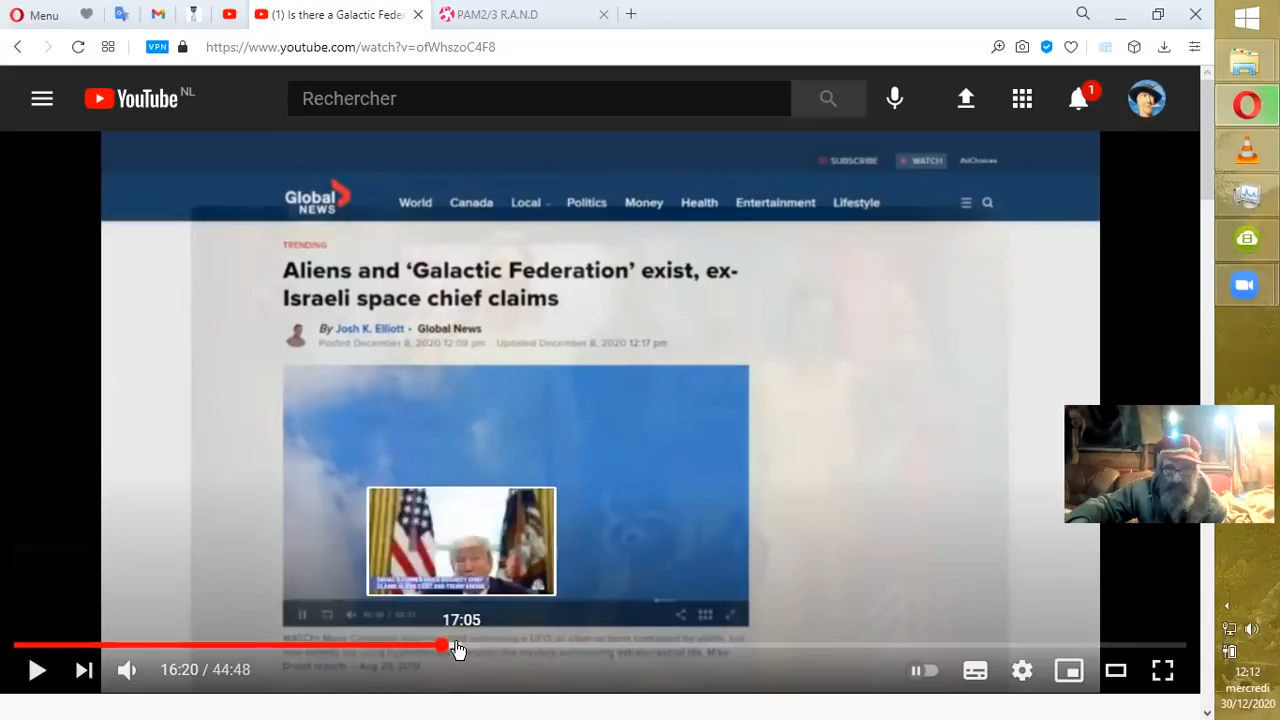 Menu
(1) Is there a Galactic Feder
PAM2/3 R.A.N.D
VPN
https://www.youtube.com/watch?v=ofWhszoC4F8
YouTube NL
Rechercher
1
SUBSCRIBE
WATCH
AdChoices
Global NEWS
World
Canada
Local
Politics
Money
Health
Entertainment
Lifestyle
TRENDING
Aliens and ‘Galactic Federation’ exist, ex-
Israeli space chief claims
By Josh K. Elliott • Global News
Posted December 8, 2020 12:09 pm
Updated December 8, 2020 12:17 pm
17:05
16:20 / 44:48
12:12
mercredi
30/12/2020